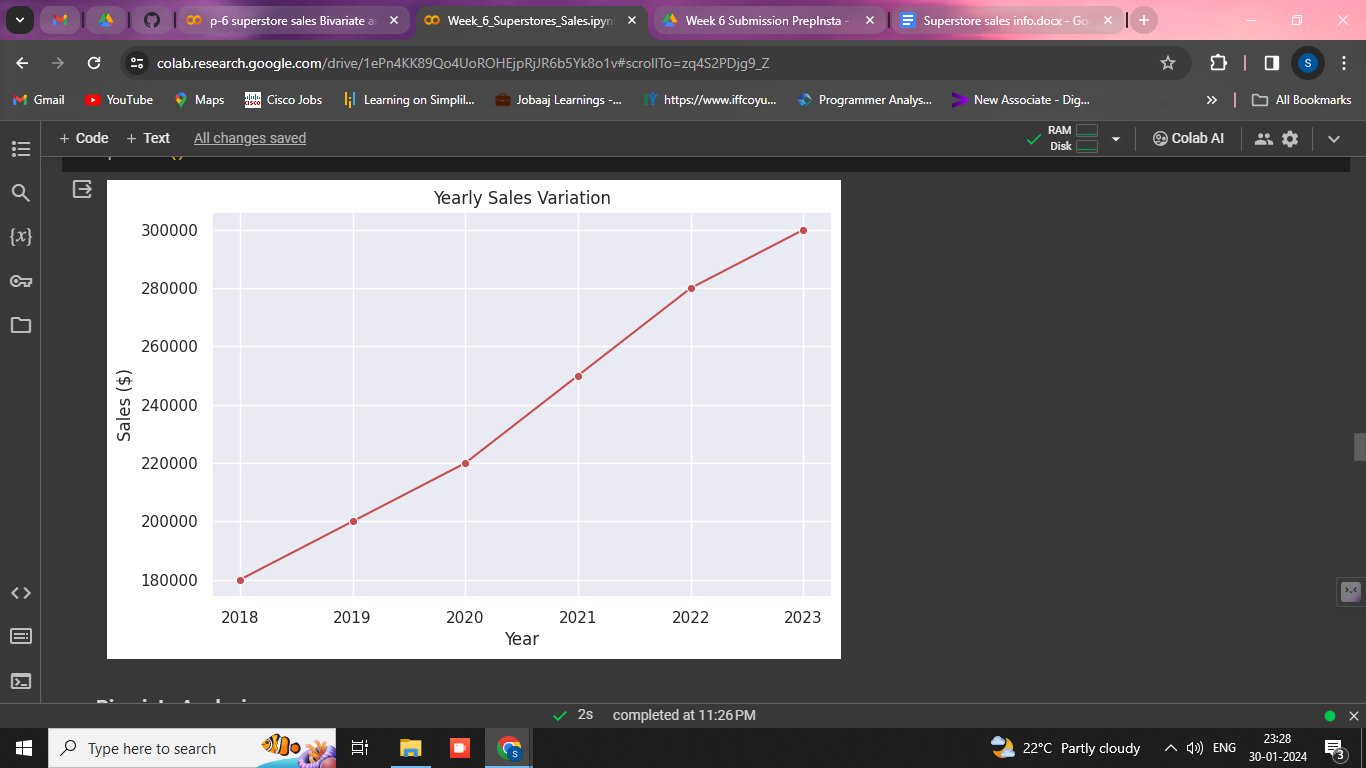 p-6 superstore sales Bivariate a
Week_6_Superstores_Sales.ipyn
Week 6 Submission PrepInsta -
Superstore sales info.docx - Go
colab.research.google.com/drive/1ePn4KK89Qo4UoROHEjpRjJR6b5Yk8o1v#scrollTo=zq4S2PDjg9_Z
S
Gmail
YouTube
Maps
Cisco Jobs
Learning on Simplil...
Jobaaj Learnings -...
https://www.iffcoyu...
Programmer Analys...
New Associate - Dig...
All Bookmarks
+ Code
+ Text
All changes saved
RAM
Disk
Colab AI
Yearly Sales Variation
300000
280000
260000
240000
220000
200000
180000
Sales ($)
2018 2019 2020 2021 2022 2023
Year
2s completed at 11:26 PM
Type here to search
22°C Partly cloudy
ENG
23:28
30-01-2024
3